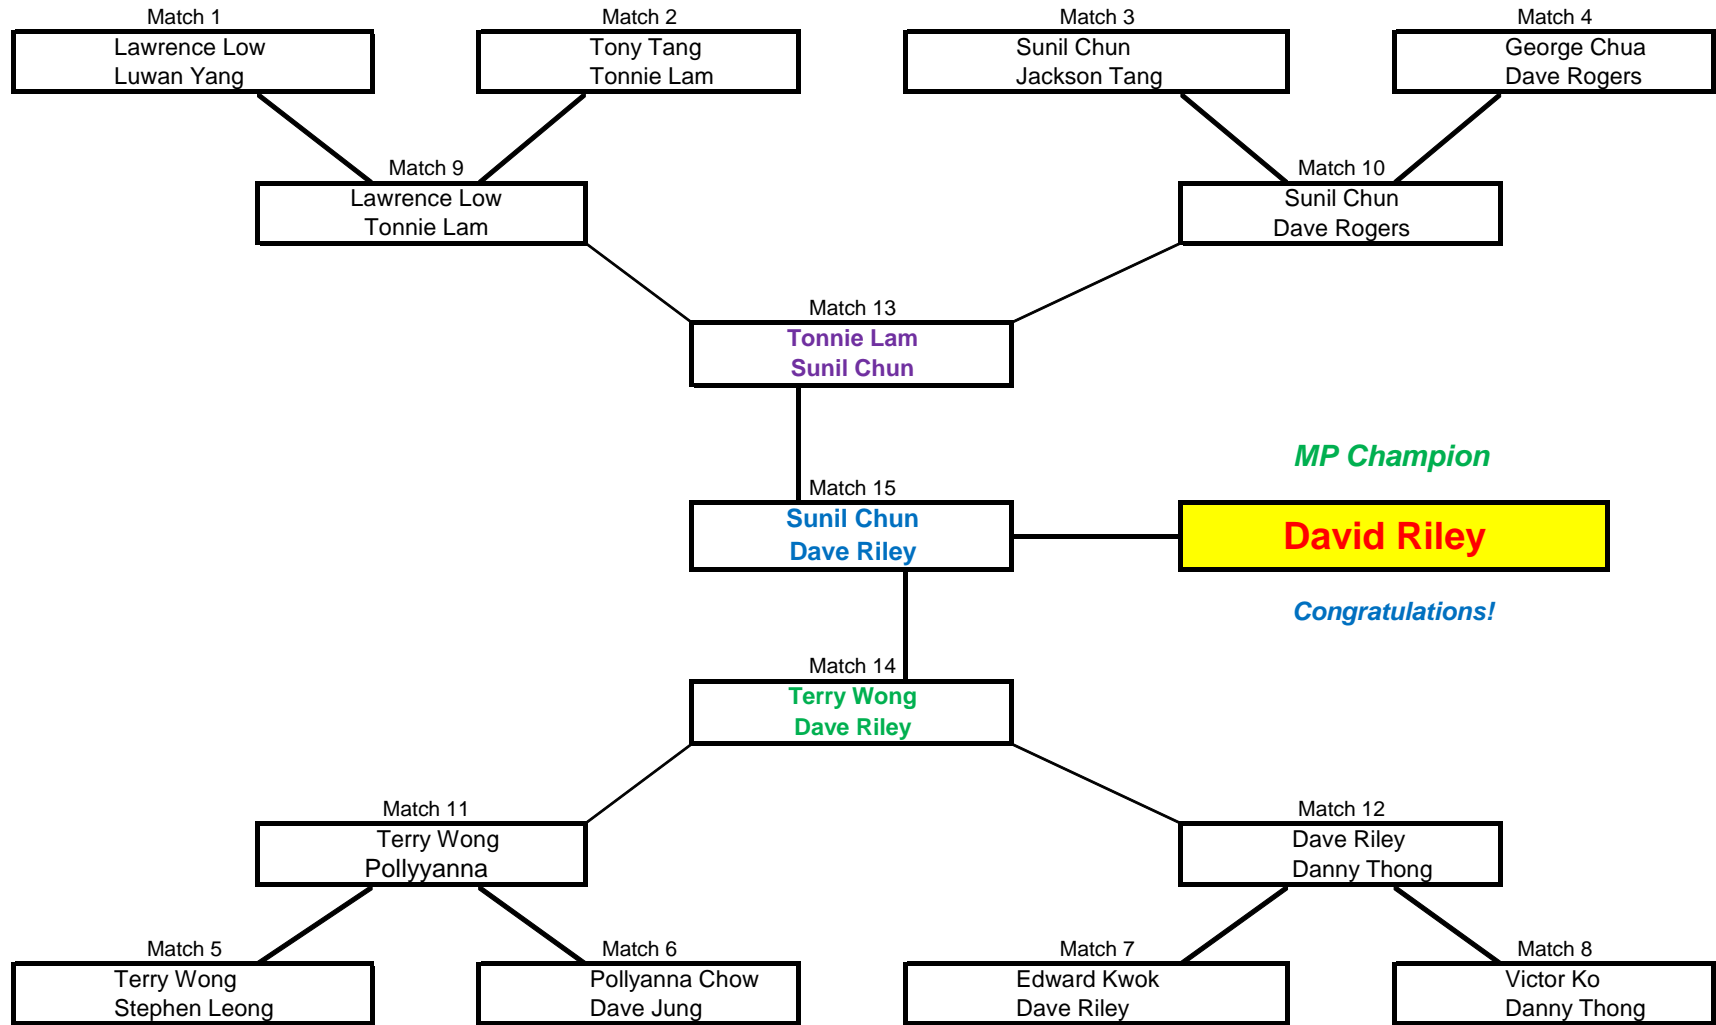 Match 1
Match 2
Match 3
Match 4
Lawrence Low
Luwan Yang
Tony Tang
Tonnie Lam
Sunil Chun
Jackson Tang
George Chua
Dave Rogers
Match 9
Match 10
Lawrence Low
Tonnie Lam
Sunil Chun
Dave Rogers
Match 13
Tonnie Lam
Sunil Chun
MP Champion
Match 15
Sunil Chun
Dave Riley
David Riley
Congratulations!
Match 14
Terry Wong
Dave Riley
Match 11
Match 12
Terry Wong
Pollyyanna
Dave Riley
Danny Thong
Match 5
Match 6
Match 7
Match 8
Terry Wong
Stephen Leong
Pollyanna Chow
Dave Jung
Edward Kwok
Dave Riley
Victor Ko
Danny Thong